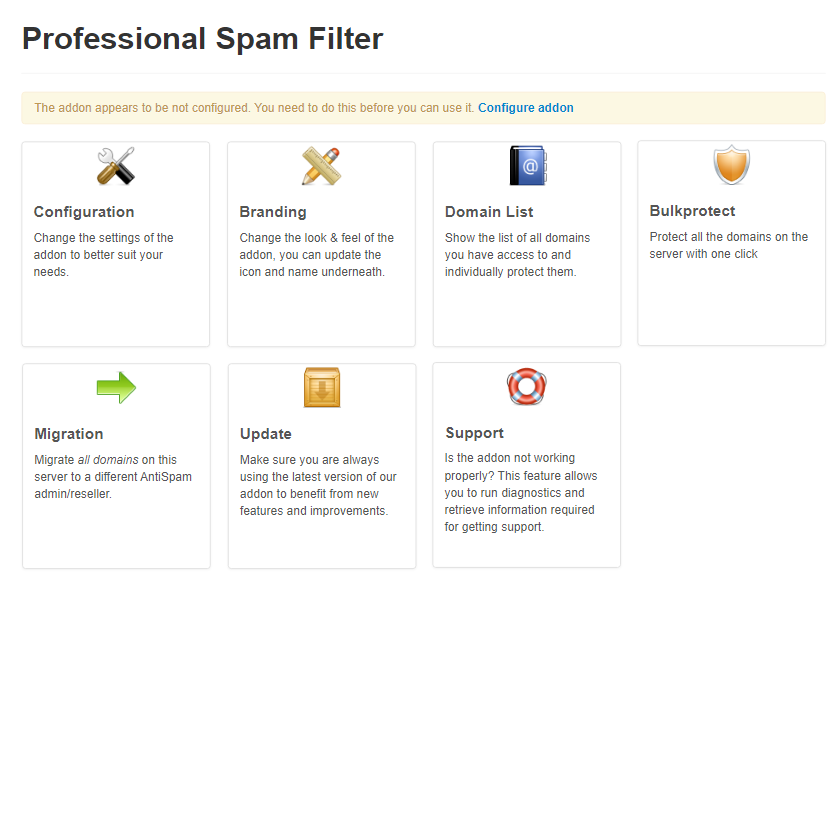 Professional Spam Filter
The addon appears to be not configured. You need to do this before you can use it. Configure addon
Configuration
Change the settings of the
addon to better suit your
needs.
Branding
Change the look & feel of the
addon, you can update the
icon and name underneath.
Domain List
Show the list of all domains
you have access to and
individually protect them.
Bulkprotect
Protect all the domains on the
server with one click
Migration
Migrate all domains on this
server to a different AntiSpam
admin/reseller.
Update
Make sure you are always
using the latest version of our
addon to benefit from new
features and improvements.
Support
Is the addon not working
properly? This feature allows
you to run diagnostics and
retrieve information required
for getting support.